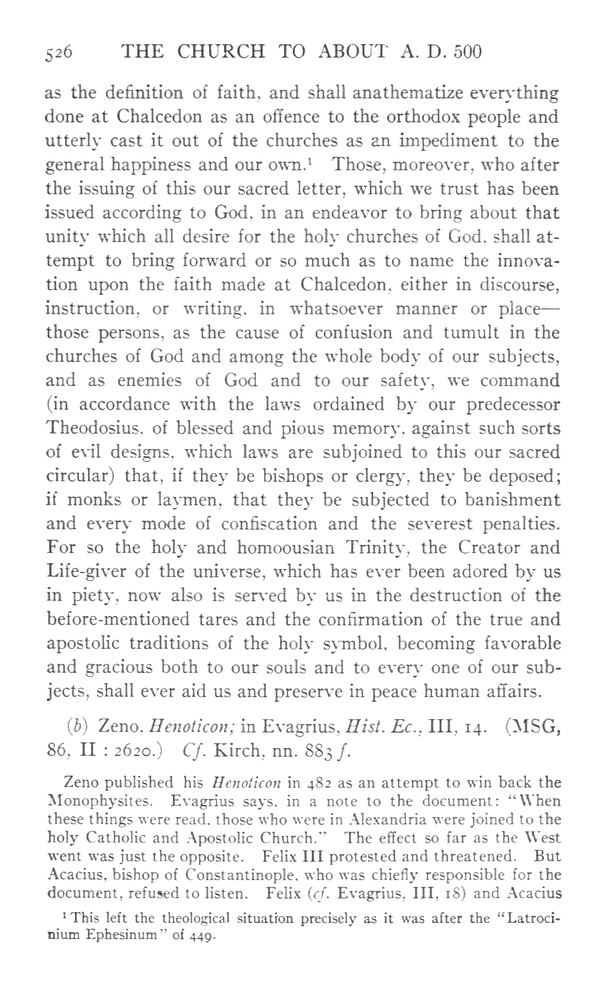 526 THE CHURCH TO ABOUT A. D. 500
as the definition of faith, and shall anathematize everything
done at Chalcedon as an offence to the orthodox people and
utterly cast it out of the churches as an impediment to the
general happiness and our own.¹ Those, moreover, who after
the issuing of this our sacred letter, which we trust has been
issued according to God, in an endeavor to bring about that
unity which all desire for the holy churches of God, shall at-
tempt to bring forward or so much as to name the innova-
tion upon the faith made at Chalcedon, either in discourse,
instruction, or writing, in whatsoever manner or place—
those persons, as the cause of confusion and tumult in the
churches of God and among the whole body of our subjects,
and as enemies of God and to our safety, we command
(in accordance with the laws ordained by our predecessor
Theodosius, of blessed and pious memory, against such sorts
of evil designs, which laws are subjoined to this our sacred
circular) that, if they be bishops or clergy, they be deposed;
if monks or laymen, that they be subjected to banishment
and every mode of confiscation and the severest penalties.
For so the holy and homoousian Trinity, the Creator and
Life-giver of the universe, which has ever been adored by us
in piety, now also is served by us in the destruction of the
before-mentioned tares and the confirmation of the true and
apostolic traditions of the holy symbol, becoming favorable
and gracious both to our souls and to every one of our sub-
jects, shall ever aid us and preserve in peace human affairs.
(b) Zeno, Henoticon; in Evagrius, Hist. Ec., III, 14. (MSG,
86, II : 2620.) Cf. Kirch, nn. 883 f.
Zeno published his Henoticon in 482 as an attempt to win back the
Monophysites. Evagrius says, in a note to the document: "When
these things were read, those who were in Alexandria were joined to the
holy Catholic and Apostolic Church." The effect so far as the West
went was just the opposite. Felix III protested and threatened. But
Acacius, bishop of Constantinople, who was chiefly responsible for the
document, refused to listen. Felix (cf. Evagrius, III, 18) and Acacius
¹ This left the theological situation precisely as it was after the "Latroci-
nium Ephesinum" of 449.